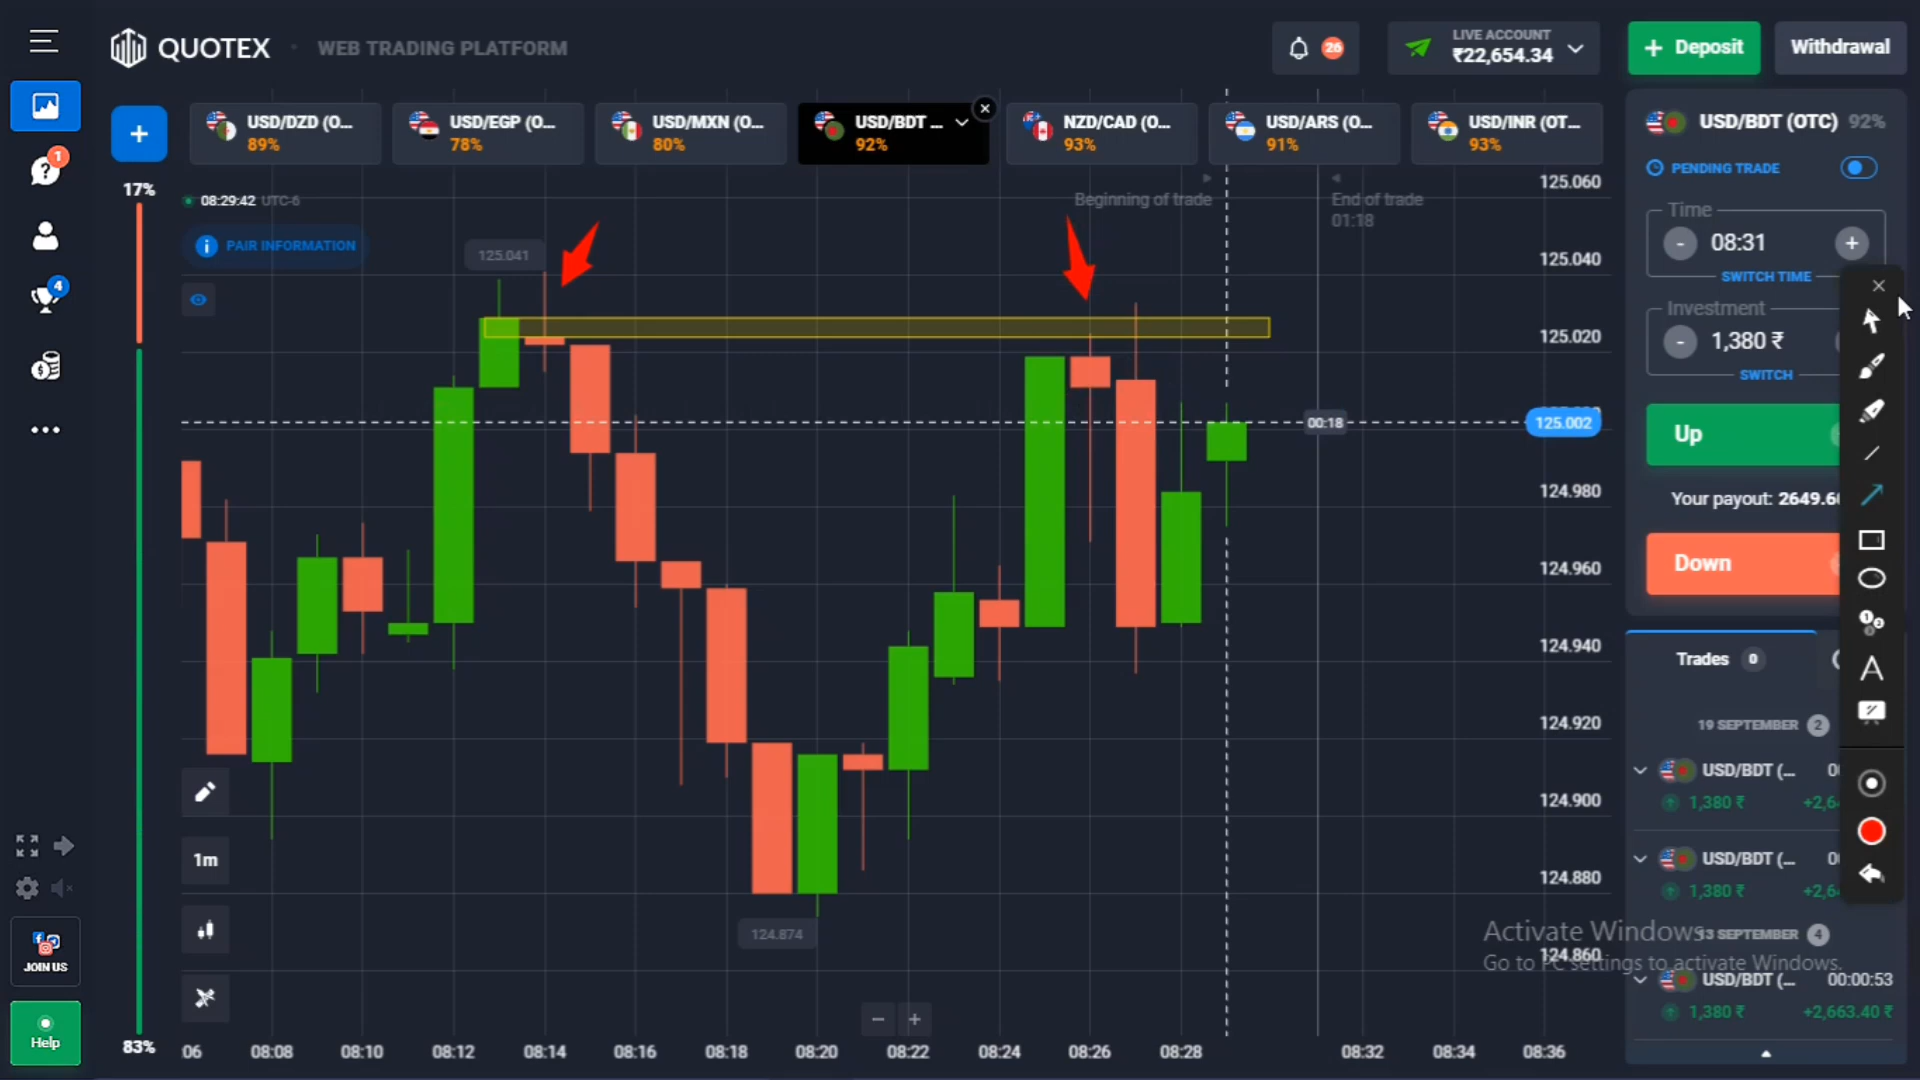 QUOTEX
WEB TRADING PLATFORM
26
LIVE ACCOUNT
₹22,654.34
+ Deposit
Withdrawal
1
4
JOIN US
Help
+
USD/DZD (O...
89%
USD/EGP (O...
78%
USD/MXN (O...
80%
USD/BDT ...
92%
NZD/CAD (O...
93%
USD/ARS (O...
91%
USD/INR (OT...
93%
17%
83%
08:29:42 UTC-6
PAIR INFORMATION
125.041
124.874
Beginning of trade
End of trade
01:18
00:18
1m
125.060
125.040
125.020
125.002
124.980
124.960
124.940
124.920
124.900
124.880
124.860
06
08:08
08:10
08:12
08:14
08:16
08:18
08:20
08:22
08:24
08:26
08:28
08:32
08:34
08:36
USD/BDT (OTC) 92%
PENDING TRADE
Time
- 08:31 +
SWITCH TIME
Investment
- 1,380 ₹
SWITCH
Up
Your payout: 2649.6
Down
Trades 0
19 SEPTEMBER 2
USD/BDT (...
1,380 ₹ +2,6
USD/BDT (...
1,380 ₹ +2,6
13 SEPTEMBER 4
USD/BDT (... 00:00:53
1,380 ₹ +2,663.40 ₹
Activate Windows
Go to PC settings to activate Windows.